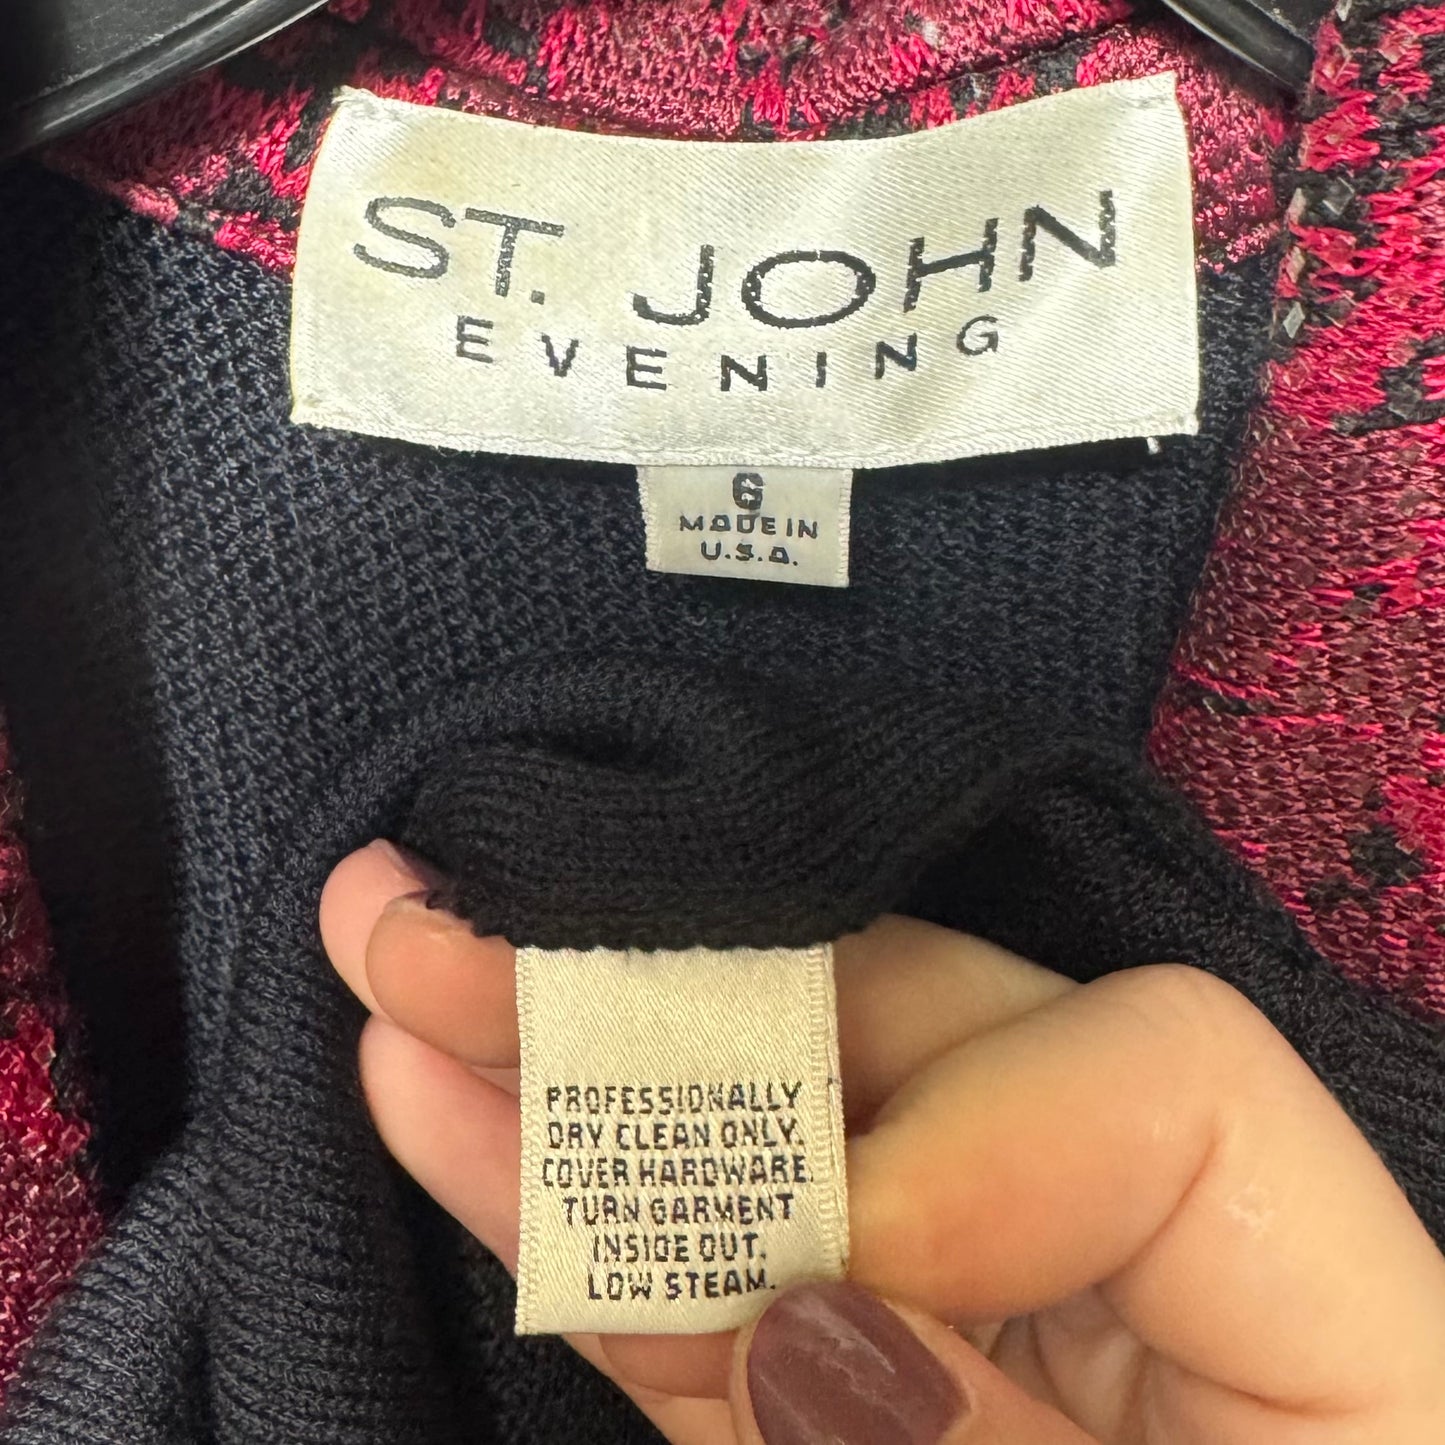 ST. JOHN
EVENING
6
MADE IN
U.S.A.
PROFESSIONALLY
DRY CLEAN ONLY.
COVER HARDWARE.
TURN GARMENT
INSIDE OUT.
LOW STEAM.